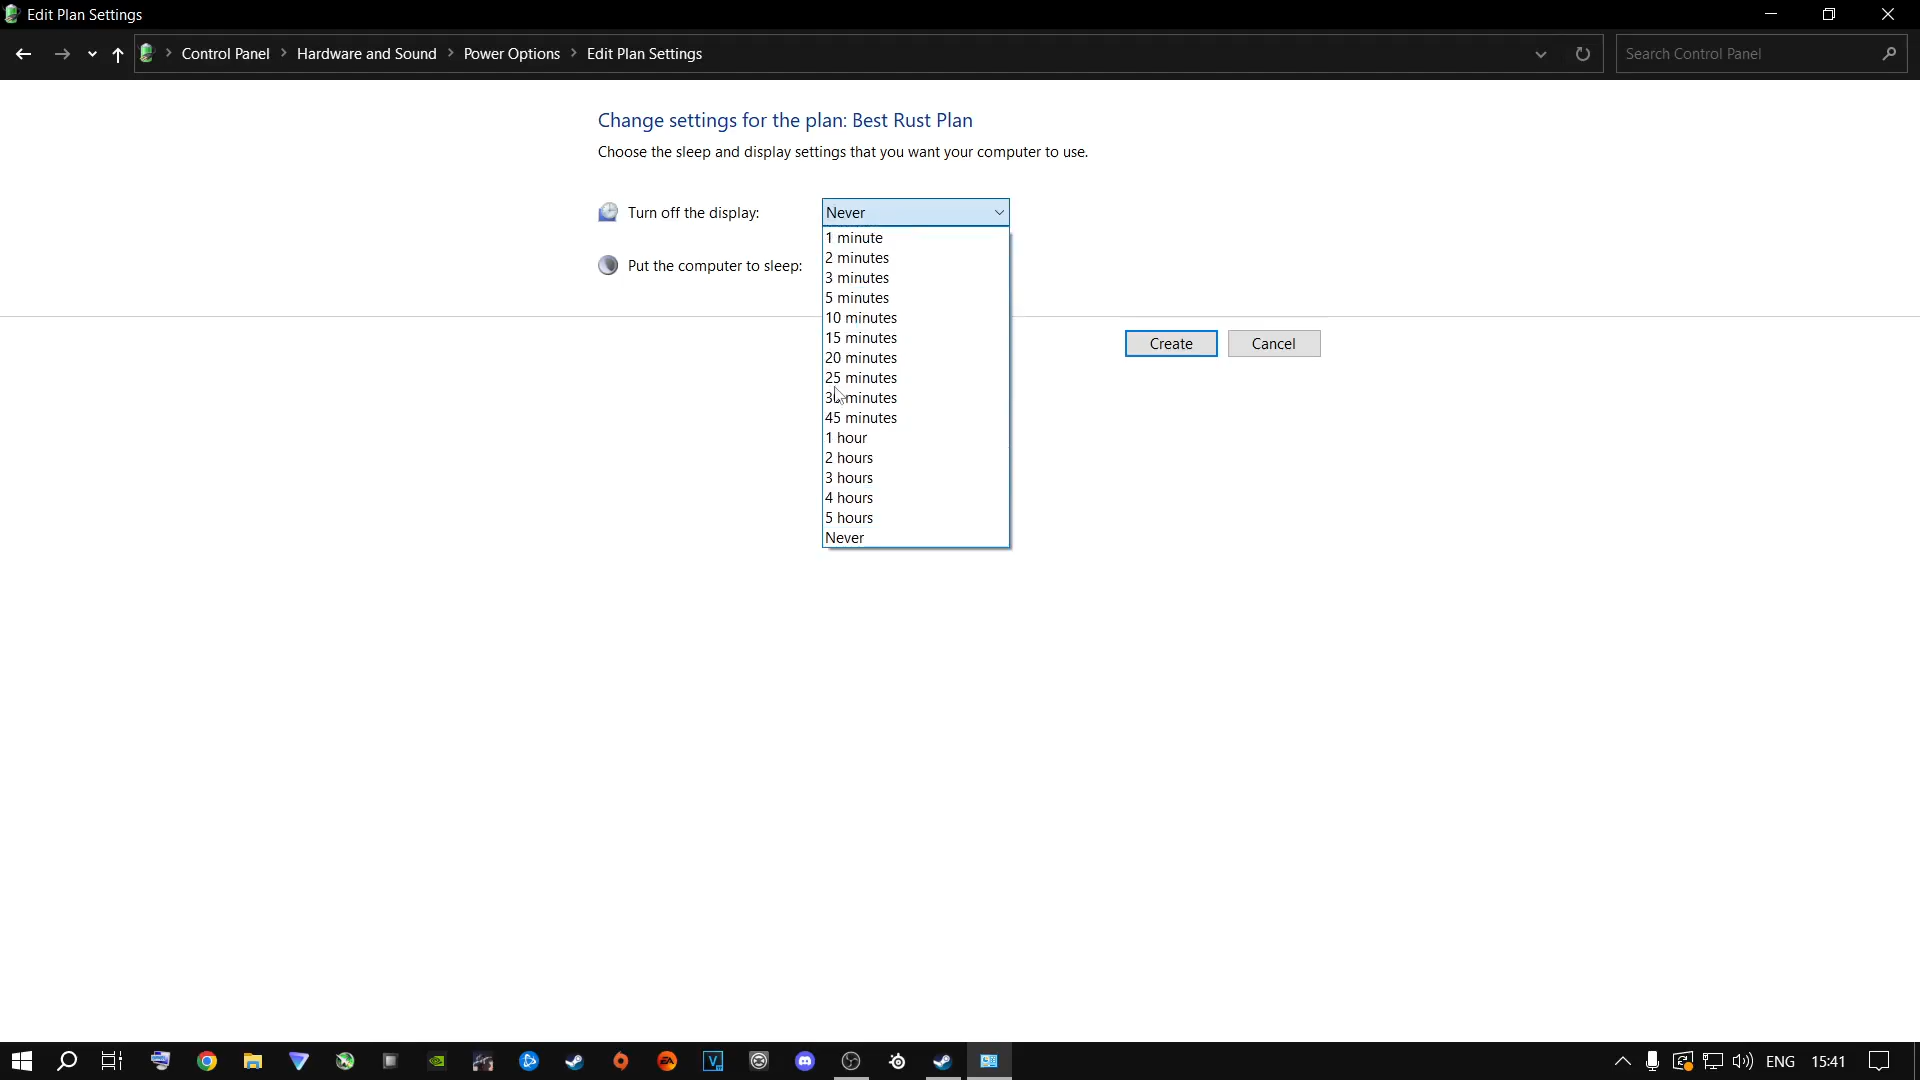 Edit Plan Settings
Control Panel > Hardware and Sound > Power Options > Edit Plan Settings
Search Control Panel
Change settings for the plan: Best Rust Plan
Choose the sleep and display settings that you want your computer to use.
Turn off the display:
Never
1 minute
2 minutes
Put the computer to sleep:
3 minutes
5 minutes
10 minutes
15 minutes
Create
Cancel
20 minutes
25 minutes
minutes
45 minutes
1 hour
2 hours
3 hours
4 hours
5 hours
Never
ENG
15:41